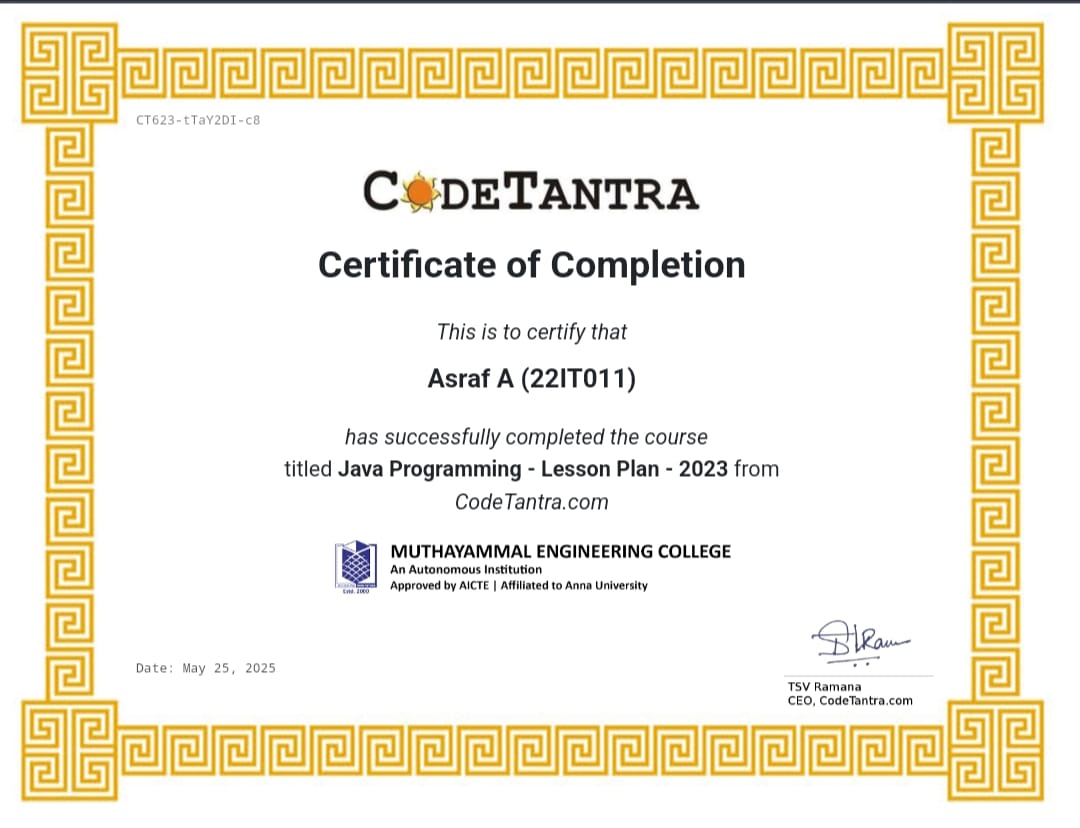 CT623-tTaY2DI-c8
CODETANTRA
Certificate of Completion
This is to certify that
Asraf A (22IT011)
has successfully completed the course
titled Java Programming - Lesson Plan - 2023 from
CodeTantra.com
MUTHAYAMMAL ENGINEERING COLLEGE
An Autonomous Institution
Approved by AICTE | Affiliated to Anna University
Estd. 2000
Date: May 25, 2025
TSV Ramana
CEO, CodeTantra.com